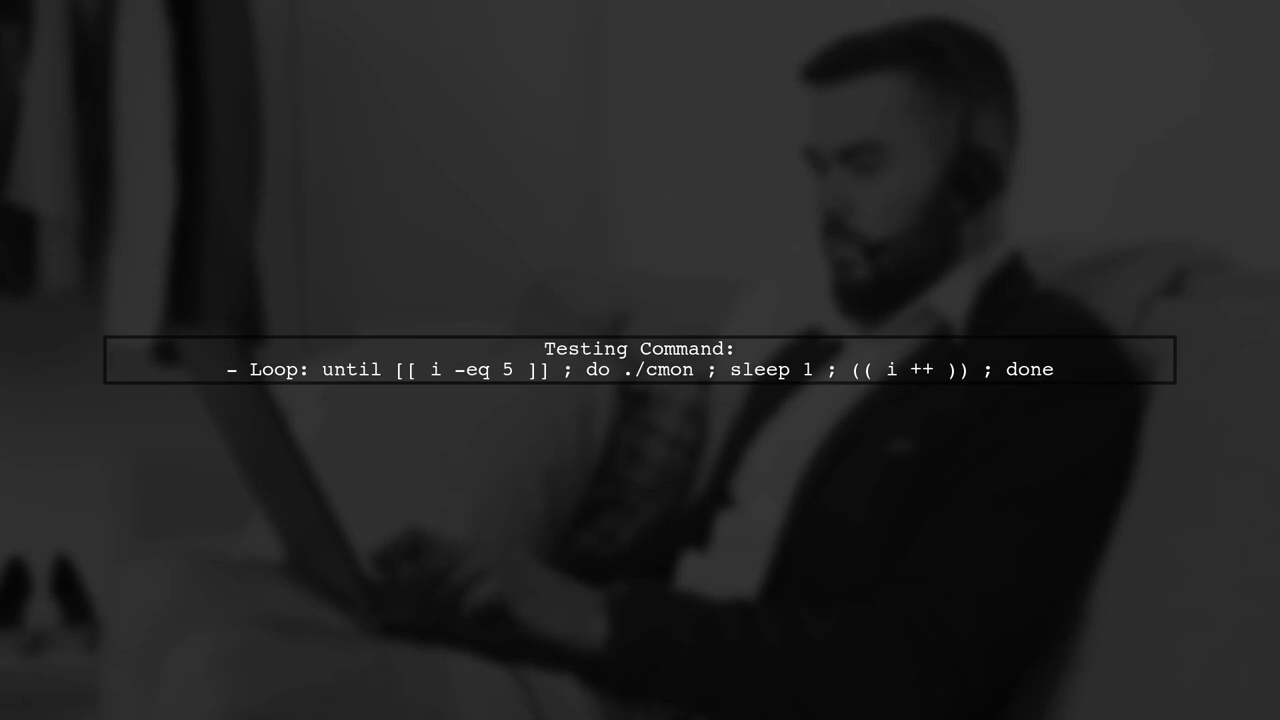 Testing Command:
- Loop: until [[ i -eq 5 ]] ; do ./cmon ; sleep 1 ; (( i ++ )) ; done